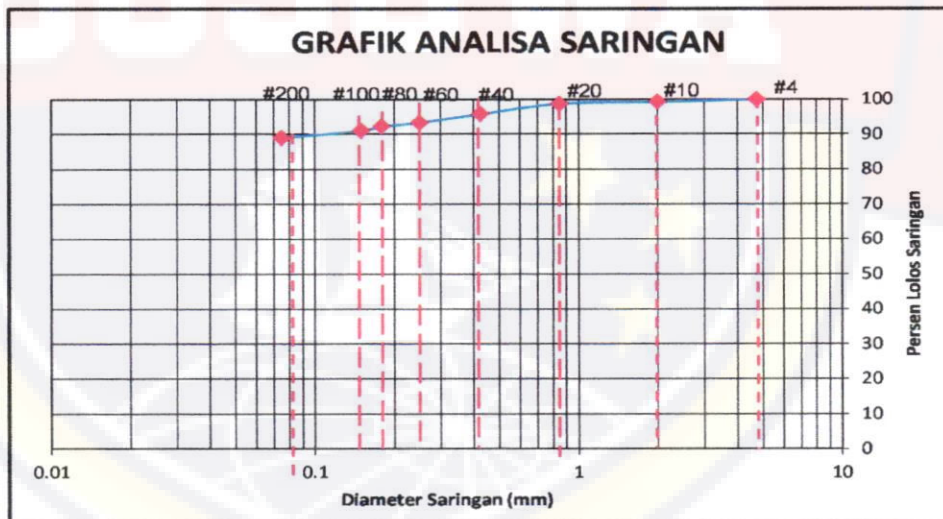 GRAFIK ANALISA SARINGAN
#200 #100 #80 #60 #40 #20 #10 #4
100
90
80
70
60
50
40
30
20
10
0
Persen Lolos Saringan
0.01 0.1 1 10
Diameter Saringan (mm)